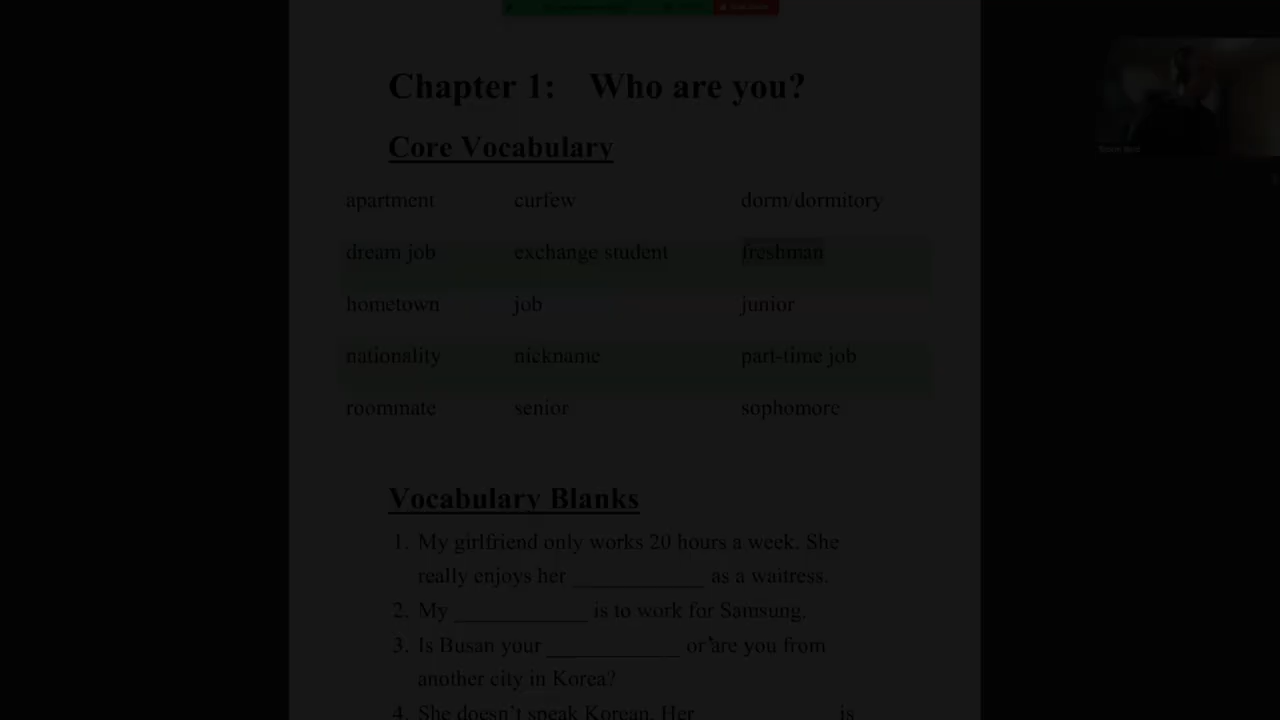 Chapter 1: Who are you?
Core Vocabulary
apartment curfew dorm/dormitory
dream job exchange student freshman
hometown job junior
nationality nickname part-time job
roommate senior sophomore
Vocabulary Blanks
1. My girlfriend only works 20 hours a week. She
really enjoys her ____________ as a waitress.
2. My ____________ is to work for Samsung.
3. Is Busan your ____________ or are you from
another city in Korea?
4. She doesn't speak Korean. Her ____________ is